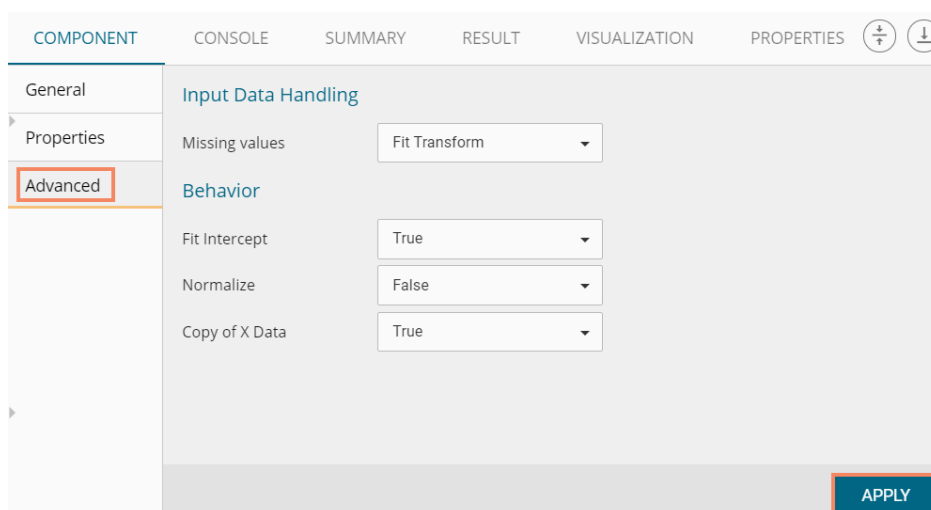 COMPONENT CONSOLE SUMMARY RESULT VISUALIZATION PROPERTIES
General
Properties
Advanced
Input Data Handling
Missing values Fit Transform
Behavior
Fit Intercept True
Normalize False
Copy of X Data True
APPLY